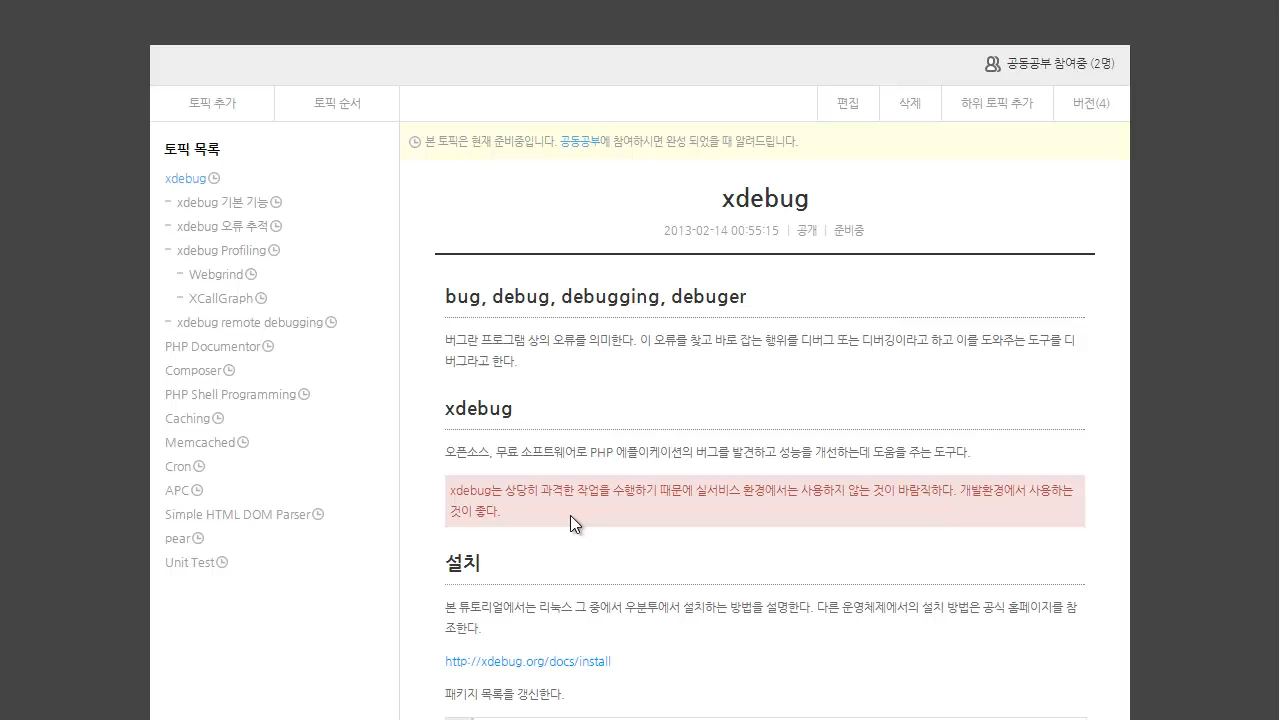 공동공부 참여중 (2명)
토픽 추가
토픽 순서
편집
삭제
하위 토픽 추가
버전(4)
토픽 목록
xdebug
- xdebug 기본 기능
- xdebug 오류 추적
- xdebug Profiling
- Webgrind
- XCallGraph
- xdebug remote debugging
PHP Documentor
Composer
PHP Shell Programming
Caching
Memcached
Cron
APC
Simple HTML DOM Parser
pear
Unit Test
본 토픽은 현재 준비중입니다. 공동공부에 참여하시면 완성 되었을 때 알려드립니다.
xdebug
2013-02-14 00:55:15 | 공개 | 준비중
bug, debug, debugging, debuger
버그란 프로그램 상의 오류를 의미한다. 이 오류를 찾고 바로 잡는 행위를 디버그 또는 디버깅이라고 하고 이를 도와주는 도구를 디
버그라고 한다.
xdebug
오픈소스, 무료 소프트웨어로 PHP 에플이케이션의 버그를 발견하고 성능을 개선하는데 도움을 주는 도구다.
xdebug는 상당히 과격한 작업을 수행하기 때문에 실서비스 환경에서는 사용하지 않는 것이 바람직하다. 개발환경에서 사용하는
것이 좋다.
설치
본 튜토리얼에서는 리눅스 그 중에서 우분투에서 설치하는 방법을 설명한다. 다른 운영체제에서의 설치 방법은 공식 홈페이지를 참
조한다.
http://xdebug.org/docs/install
패키지 목록을 갱신한다.